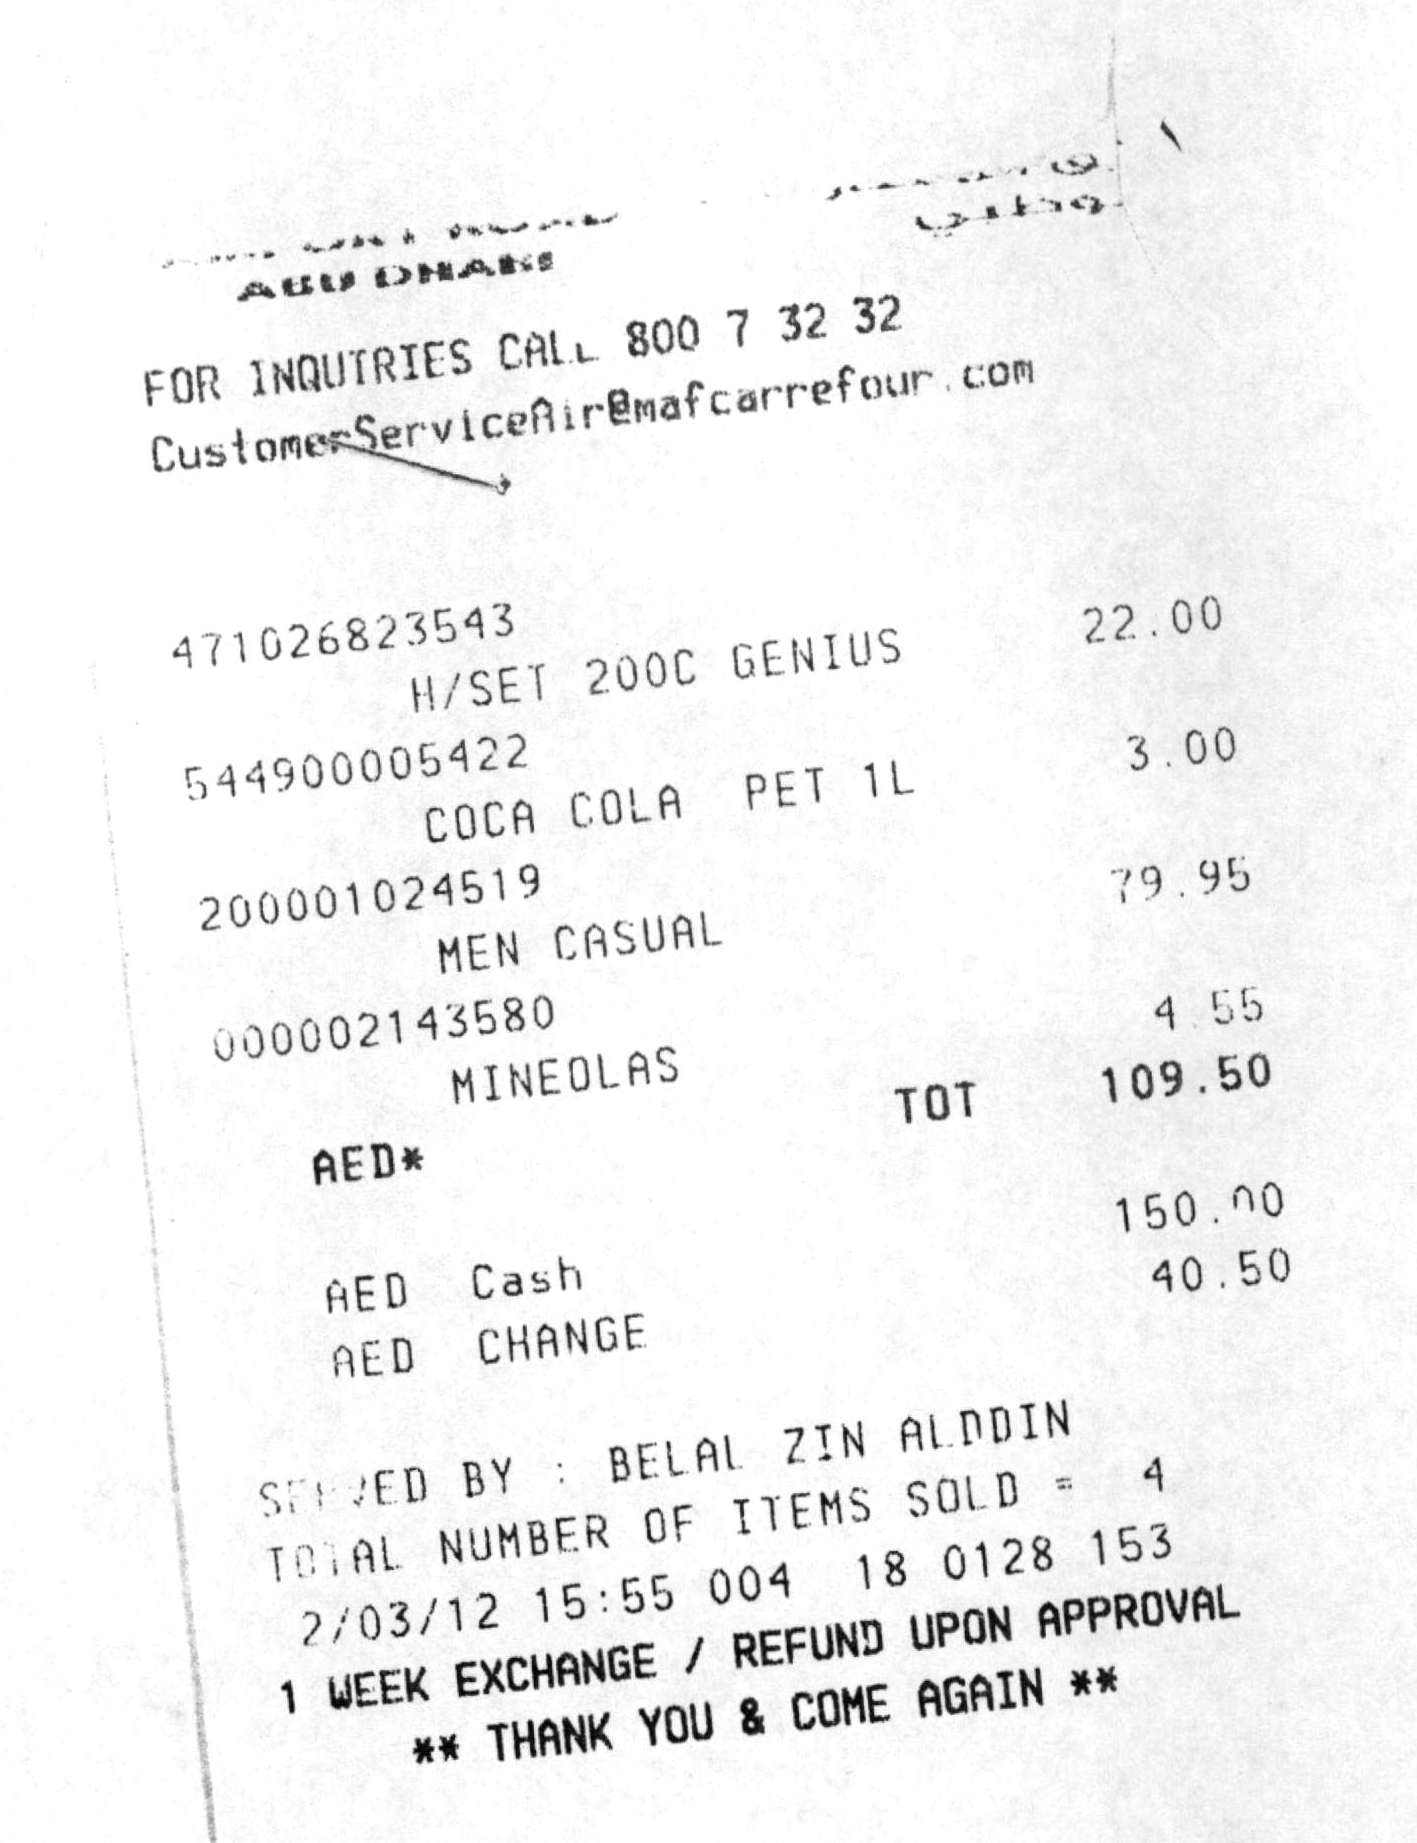 ABU DHABI
FOR INQUIRIES CALL 800 7 32 32
CustomerServiceAir@mafcarrefour.com
471026823543 22.00
H/SET 200C GENIUS
544900005422 3.00
COCA COLA PET 1L
200001024519 79.95
MEN CASUAL
000002143580 4.55
MINEOLAS
TOT 109.50
AED*
150.00
AED Cash
40.50
AED CHANGE
SERVED BY : BELAL ZIN ALDDIN
TOTAL NUMBER OF ITEMS SOLD = 4
2/03/12 15:55 004 18 0128 153
1 WEEK EXCHANGE / REFUND UPON APPROVAL
** THANK YOU & COME AGAIN **